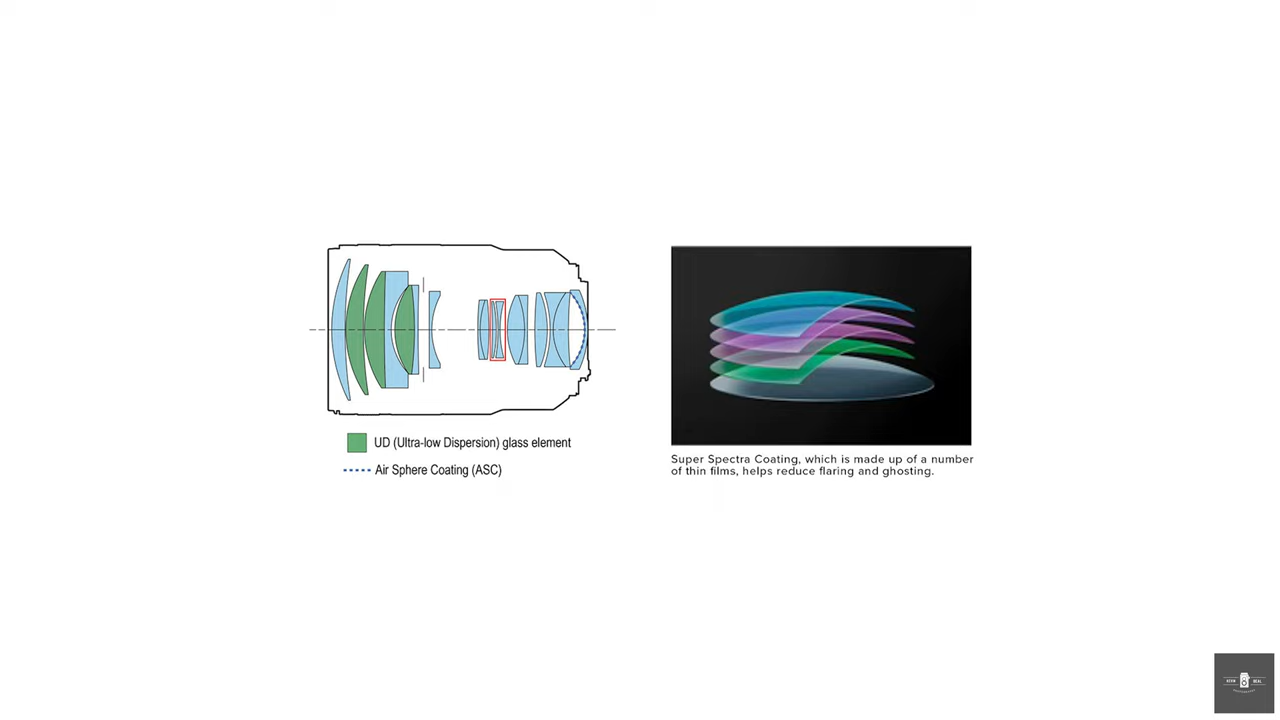 UD (Ultra-low Dispersion) glass element
Air Sphere Coating (ASC)
Super Spectra Coating, which is made up of a number
of thin films, helps reduce flaring and ghosting.